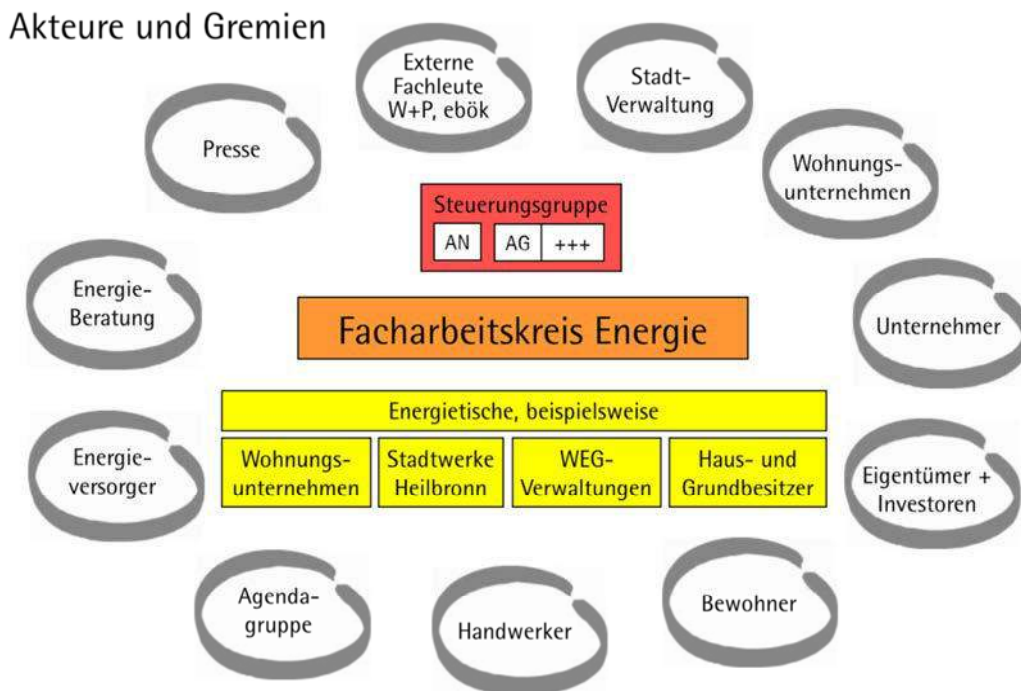 Akteure und Gremien
Externe
Fachleute
W+P, ebök
Stadt-
Verwaltung
Presse
Wohnungs-
unternehmen
Steuerungsgruppe
AN AG +++
Energie-
Beratung
Facharbeitskreis Energie
Unternehmer
Energietische, beispielsweise
Energie-
versorger
Wohnungs-
unternehmen
Stadtwerke
Heilbronn
WEG-
Verwaltungen
Haus- und
Grundbesitzer
Eigentümer +
Investoren
Agenda-
gruppe
Handwerker
Bewohner